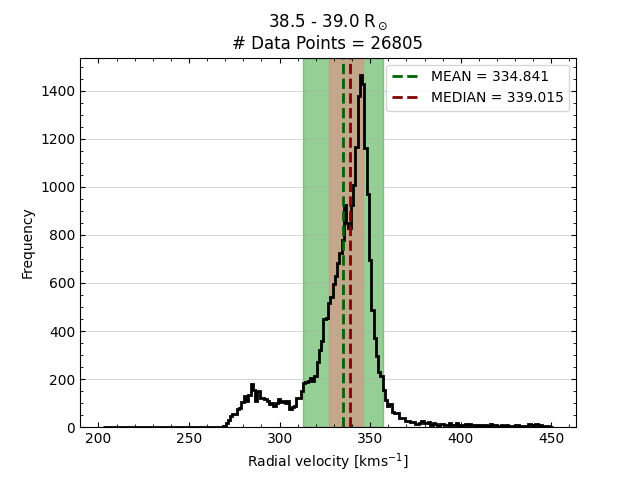 38.5 - 39.0 R⊙
# Data Points = 26805
MEAN = 334.841
MEDIAN = 339.015
Frequency
1400
1200
1000
800
600
400
200
0
200 250 300 350 400 450
Radial velocity [kms⁻¹]